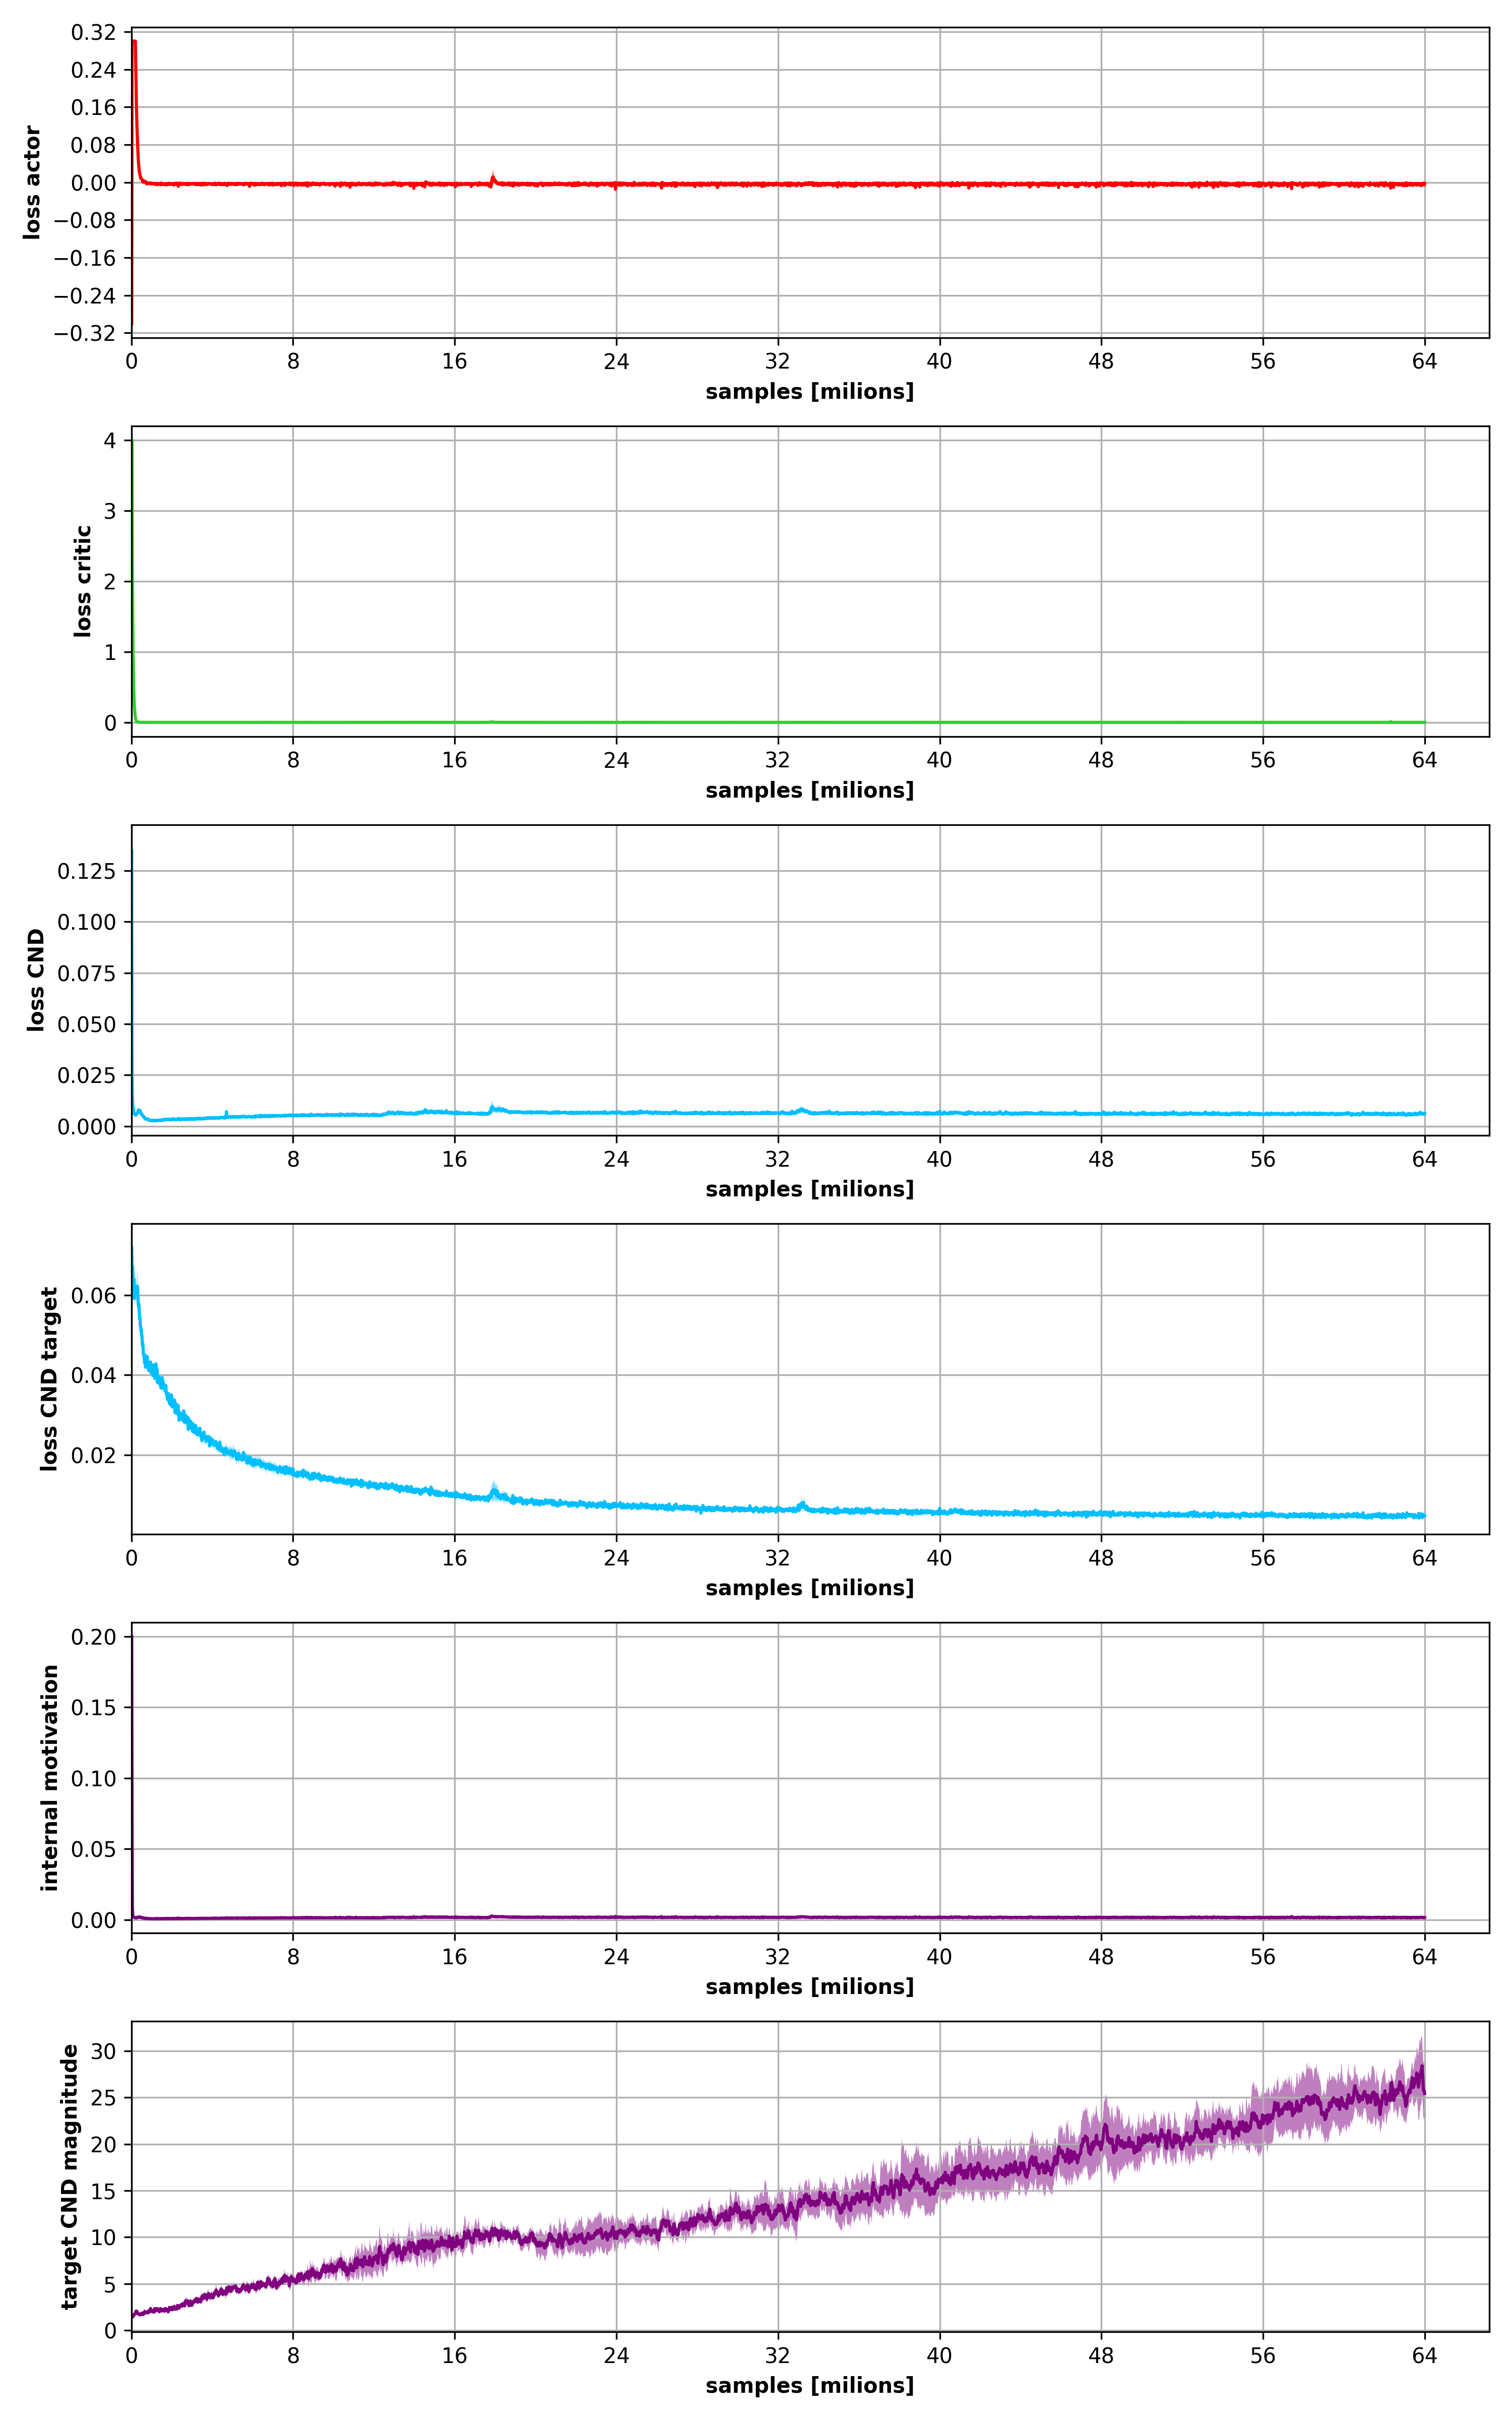 0.32
0.24
0.16
0.08
0.00
−0.08
−0.16
−0.24
−0.32
loss actor
0 8 16 24 32 40 48 56 64
samples [milions]
4
3
2
1
0
loss critic
0 8 16 24 32 40 48 56 64
samples [milions]
0.125
0.100
0.075
0.050
0.025
0.000
loss CND
0 8 16 24 32 40 48 56 64
samples [milions]
0.06
0.04
0.02
loss CND target
0 8 16 24 32 40 48 56 64
samples [milions]
0.20
0.15
0.10
0.05
0.00
internal motivation
0 8 16 24 32 40 48 56 64
samples [milions]
30
25
20
15
10
5
0
target CND magnitude
0 8 16 24 32 40 48 56 64
samples [milions]